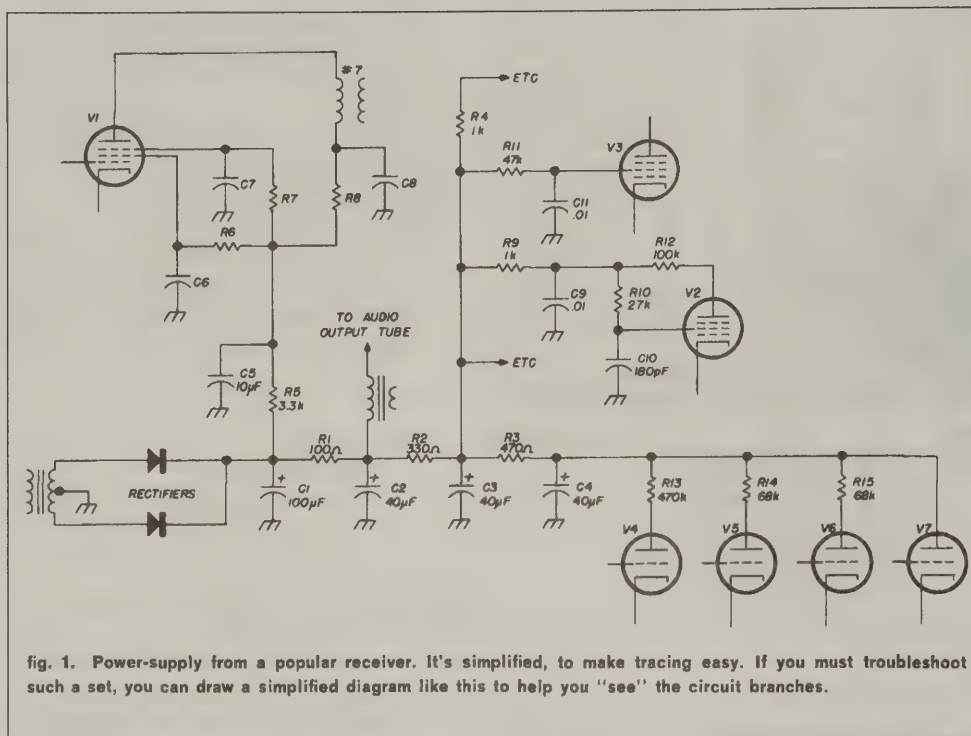 #7
ETC
R4
1k
V1
R11
47k
V3
C7
R7
R8
C8
C11
.01
R6
R9
1k
R12
100k
C6
C9
.01
R10
27k
V2
TO AUDIO
OUTPUT TUBE
ETC
C10
180pF
C5
10µF
R5
3.3k
R1
100Ω
R2
330Ω
R3
470Ω
RECTIFIERS
C1
100µF
C2
40µF
C3
40µF
C4
40µF
R13
470k
R14
68k
R15
68k
V4
V5
V6
V7
fig. 1. Power-supply from a popular receiver. It's simplified, to make tracing easy. If you must troubleshoot
such a set, you can draw a simplified diagram like this to help you "see" the circuit branches.